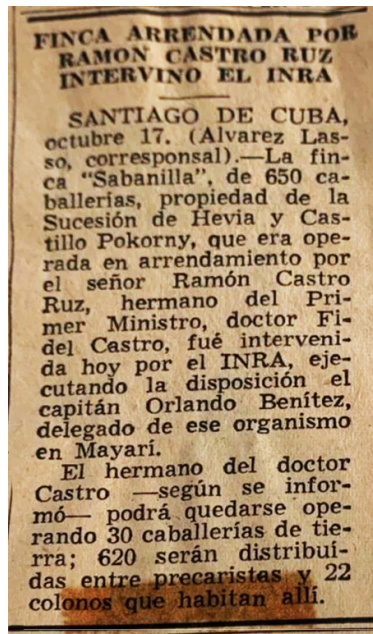 FINCA ARRENDADA POR
RAMON CASTRO RUZ
INTERVINO EL INRA
SANTIAGO DE CUBA,
octubre 17. (Alvarez Las-
so, corresponsal).—La fin-
ca "Sabanilla", de 650 ca-
ballerías, propiedad de la
Sucesión de Hevia y Cas-
tillo Pokorny, que era ope-
rada en arrendamiento por
el señor Ramón Castro
Ruz, hermano del Pri-
mer Ministro, doctor Fi-
del Castro, fué interveni-
da hoy por el INRA, eje-
cutando la disposición el
capitán Orlando Benítez,
delegado de ese organismo
en Mayarí.
El hermano del doctor
Castro —según se infor-
mó— podrá quedarse ope-
rando 30 caballerías de tie-
rra; 620 serán distribuí-
das entre precaristas y 22
colonos que habitan allí.